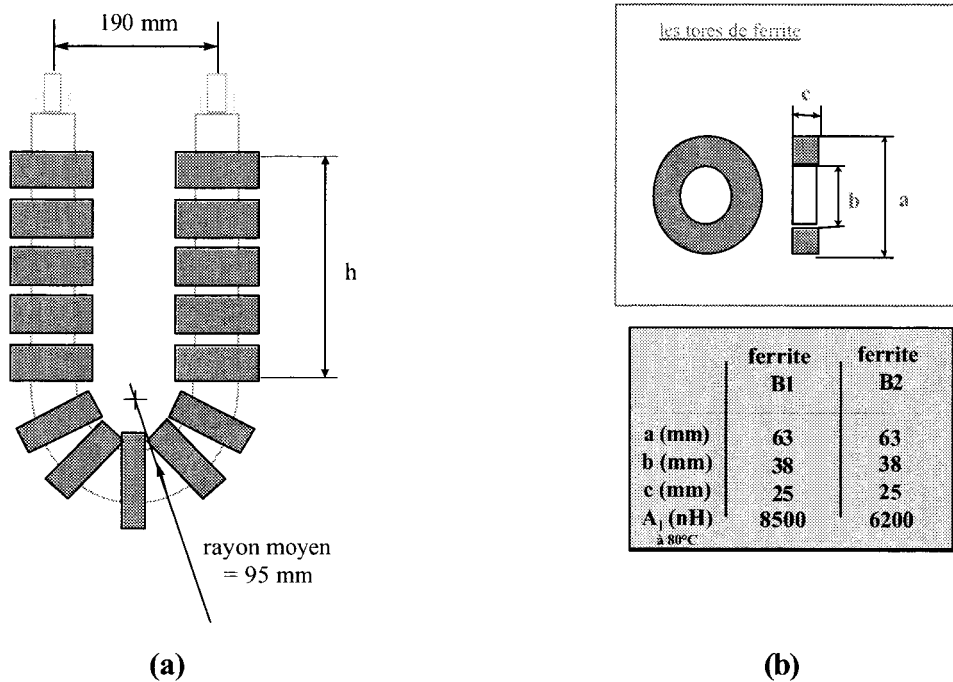 190 mm
h
rayon moyen
= 95 mm
(a)
les tores de ferrite
c
b
a
ferrite ferrite
B1 B2
a (mm) 63 63
b (mm) 38 38
c (mm) 25 25
A1 (nH) 8500 6200
à 80°C
(b)